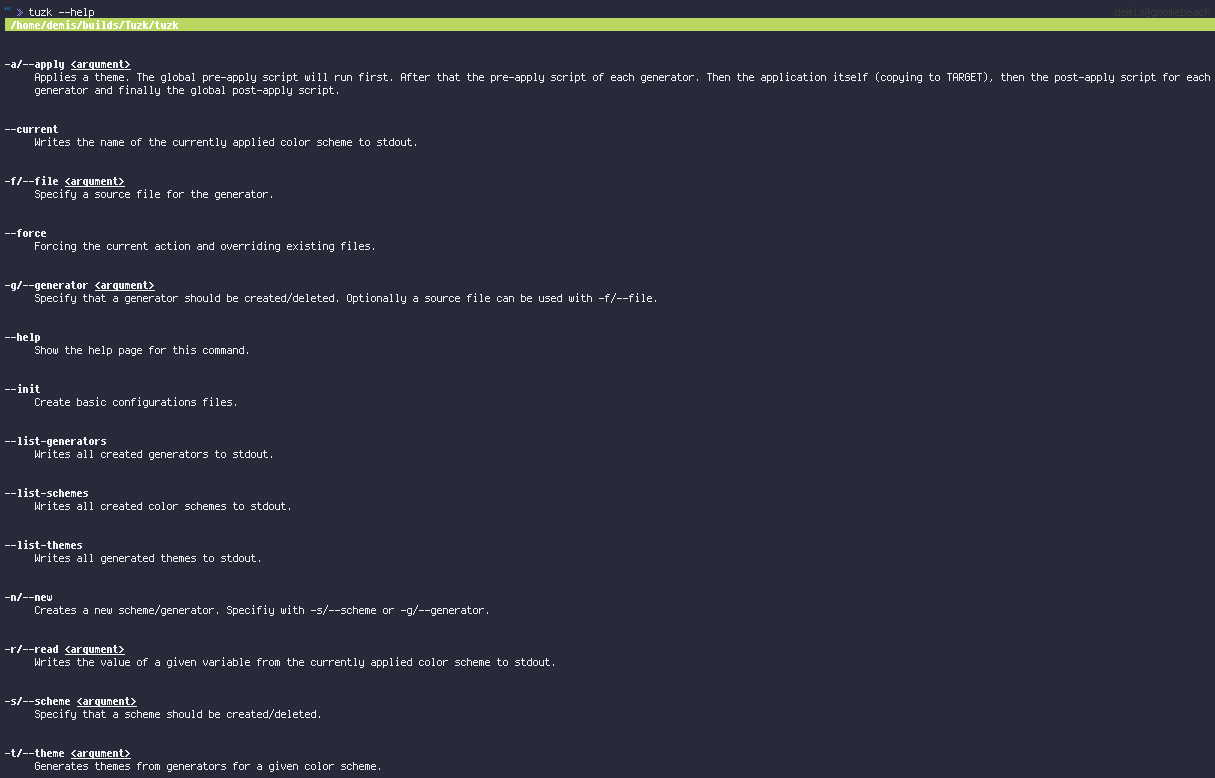 ~ » tuzk --help demis@gnomebeach
/home/demis/builds/Tuzk/tuzk
-a/--apply <argument>
Applies a theme. The global pre-apply script will run first. After that the pre-apply script of each generator. Then the application itself (copying to TARGET), then the post-apply script for each
generator and finally the global post-apply script.
--current
Writes the name of the currently applied color scheme to stdout.
-f/--file <argument>
Specify a source file for the generator.
--force
Forcing the current action and overriding existing files.
-g/--generator <argument>
Specify that a generator should be created/deleted. Optionally a source file can be used with -f/--file.
--help
Show the help page for this command.
--init
Create basic configurations files.
--list-generators
Writes all created generators to stdout.
--list-schemes
Writes all created color schemes to stdout.
--list-themes
Writes all generated themes to stdout.
-n/--new
Creates a new scheme/generator. Specifiy with -s/--scheme or -g/--generator.
-r/--read <argument>
Writes the value of a given variable from the currently applied color scheme to stdout.
-s/--scheme <argument>
Specify that a scheme should be created/deleted.
-t/--theme <argument>
Generates themes from generators for a given color scheme.